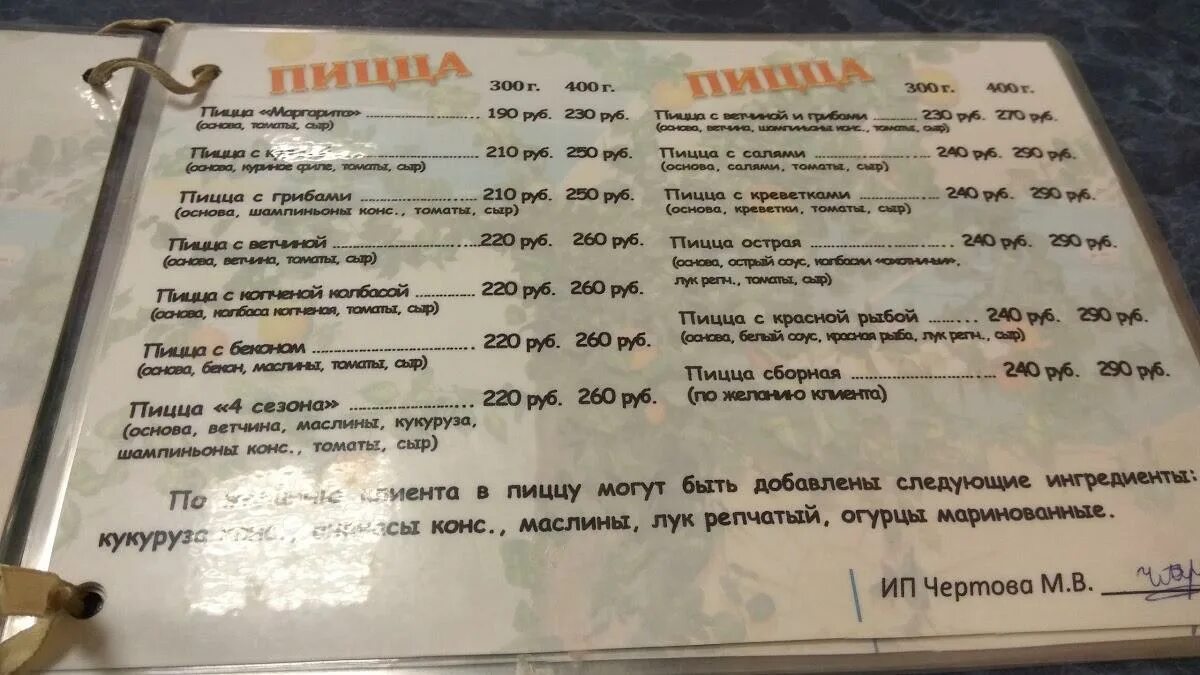 ПИЦЦА
300 г. 400 г.
Пицца «Маргарита» 190 руб. 230 руб.
(основа, томаты, сыр)
Пицца с 210 руб. 250 руб.
(основа, куриное филе, томаты, сыр)
Пицца с грибами 210 руб. 250 руб.
(основа, шампиньоны конс., томаты, сыр)
Пицца с ветчиной 220 руб. 260 руб.
(основа, ветчина, томаты, сыр)
Пицца с копченой колбасой 220 руб. 260 руб.
(основа, колбаса копченая, томаты, сыр)
Пицца с беконом 220 руб. 260 руб.
(основа, бекон, маслины, томаты, сыр)
Пицца «4 сезона» 220 руб. 260 руб.
(основа, ветчина, маслины, кукуруза,
шампиньоны конс., томаты, сыр)
ПИЦЦА
300 г. 400 г.
Пицца с ветчиной и грибами 230 руб. 270 руб.
(основа, ветчина, шампиньоны конс., томаты, сыр)
Пицца с салями 240 руб. 290 руб.
(основа, салями, томаты, сыр)
Пицца с креветками 240 руб. 290 руб.
(основа, креветки, томаты, сыр)
Пицца острая 240 руб. 290 руб.
(основа, острый соус, колбаски «охотничьи»,
лук репч., томаты, сыр)
Пицца с красной рыбой 240 руб. 290 руб.
(основа, белый соус, красная рыба, лук репч., сыр)
Пицца сборная 240 руб. 290 руб.
(по желанию клиента)
По желанию клиента в пиццу могут быть добавлены следующие ингредиенты:
кукуруза конс., ананасы конс., маслины, лук репчатый, огурцы маринованные.
ИП Чертова М.В.